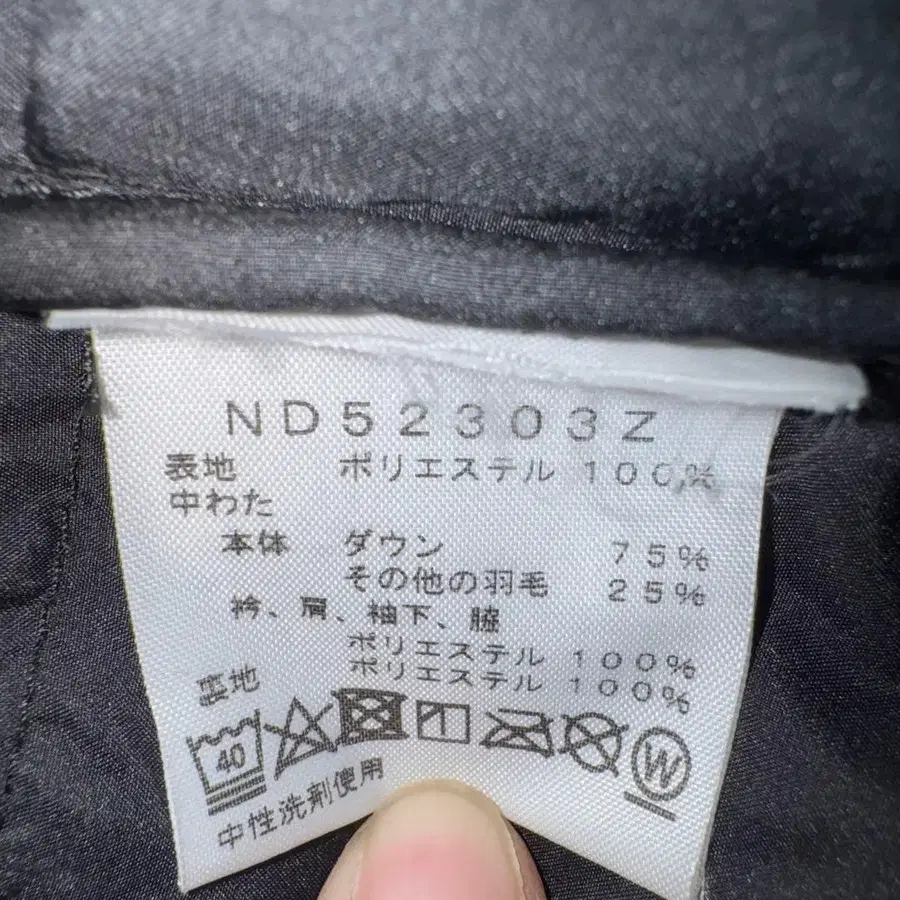 ND52303Z
表地 ポリエステル 100%
中わた
本体 ダウン 75%
その他の羽毛 25%
衿、肩、袖下、脇
ポリエステル 100%
裏地 ポリエステル 100%
40 W
中性洗剤使用